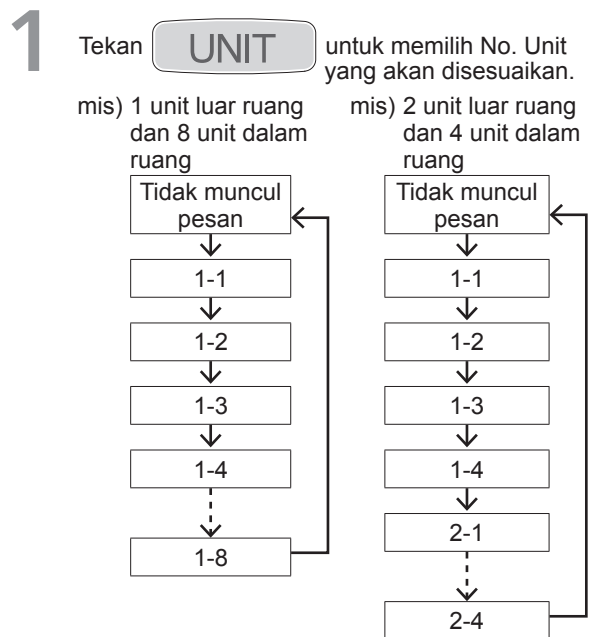 1
Tekan UNIT untuk memilih No. Unit
yang akan disesuaikan.
mis) 1 unit luar ruang
dan 8 unit dalam
ruang
Tidak muncul
pesan
1-1
1-2
1-3
1-4
1-8
mis) 2 unit luar ruang
dan 4 unit dalam
ruang
Tidak muncul
pesan
1-1
1-2
1-3
1-4
2-1
2-4